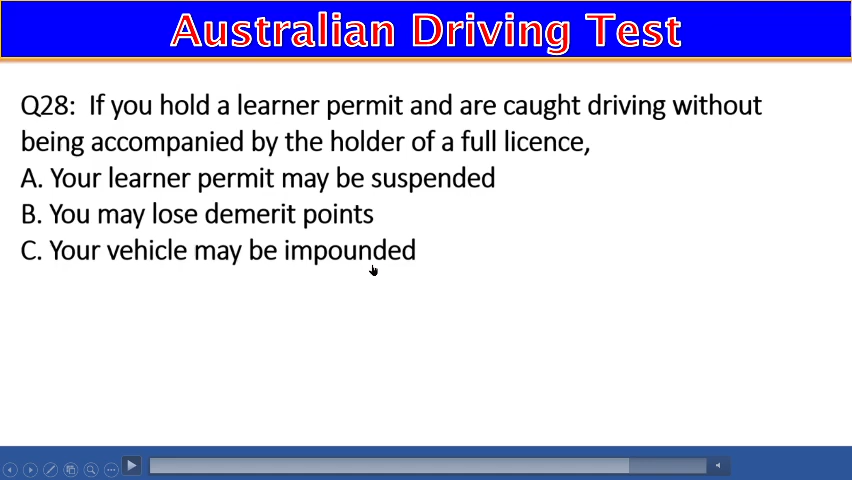 Australian Driving Test
Q28:  If you hold a learner permit and are caught driving without
being accompanied by the holder of a full licence,
A. Your learner permit may be suspended
B. You may lose demerit points
C. Your vehicle may be impounded